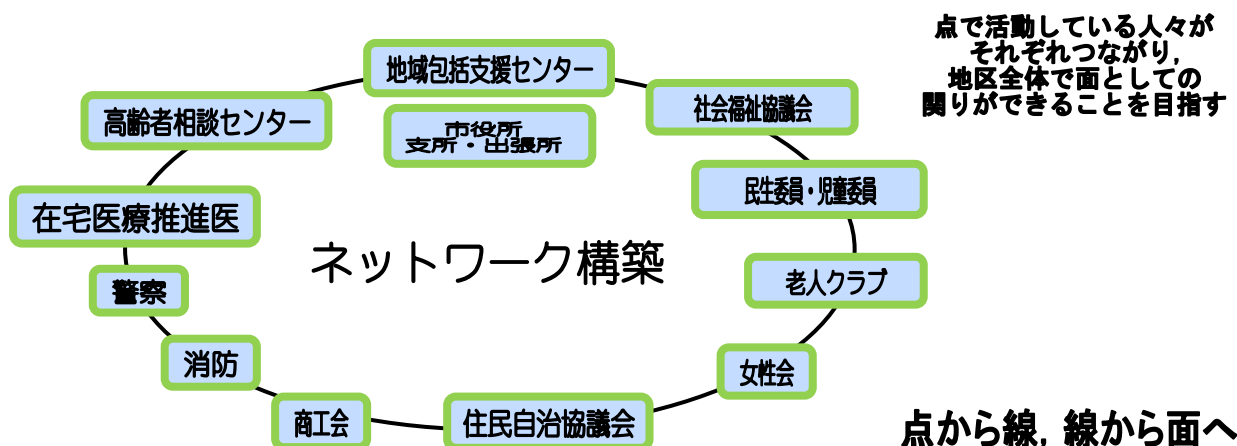 点で活動している人々が
それぞれつながり,
地区全体で面としての
関りができることを目指す
地域包括支援センター
市役所
支所・出張所
社会福祉協議会
高齢者相談センター
民生委員・児童委員
在宅医療推進医
ネットワーク構築
老人クラブ
警察
消防
女性会
商工会
住民自治協議会
点から線, 線から面へ